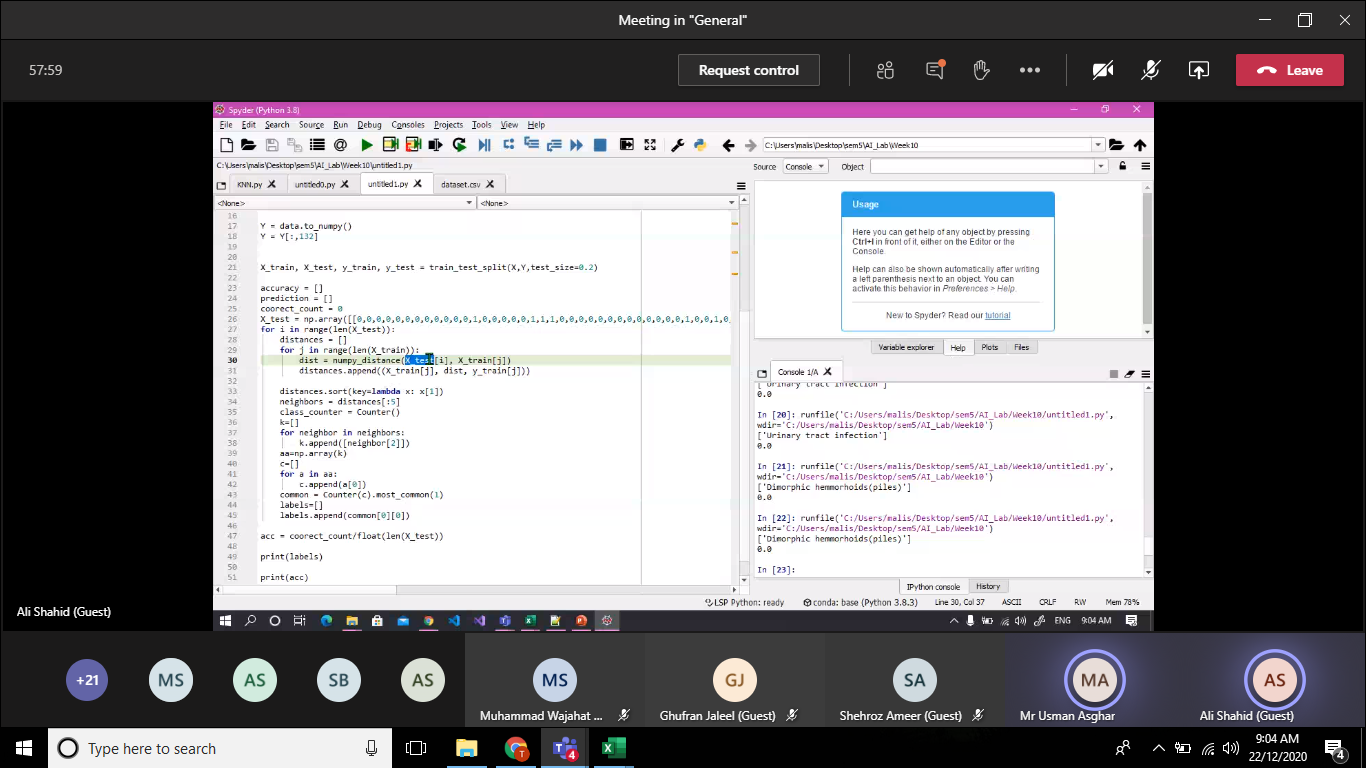 Meeting in "General"
57:59
Request control
Leave
Spyder (Python 3.8)
File Edit Search Source Run Debug Consoles Projects Tools View Help
C:\Users\malis\Desktop\sem5\AI_Lab\Week10
C:\Users\malis\Desktop\sem5\AI_Lab\Week10\untitled1.py
Source Console Object
KNN.py untitled0.py untitled1.py dataset.csv
<None> <None>
16
17 Y = data.to_numpy()
18 Y = Y[:,132]
19
20
21 X_train, X_test, y_train, y_test = train_test_split(X,Y,test_size=0.2)
22
23 accuracy = []
24 prediction = []
25 coorect_count = 0
26 X_test = np.array([[0,0,0,0,0,0,0,0,0,0,0,0,1,0,0,0,0,0,1,1,1,0,0,0,0,0,0,0,0,0,0,0,0,0,1,0,0,1,0,
27 for i in range(len(X_test)):
28 distances = []
29 for j in range(len(X_train)):
30 dist = numpy_distance(X_test[i], X_train[j])
31 distances.append((X_train[j], dist, y_train[j]))
32
33 distances.sort(key=lambda x: x[i])
34 neighbors = distances[:5]
35 class_counter = Counter()
36 k=[]
37 for neighbor in neighbors:
38 k.append([neighbor[2]])
39 aa=np.array(k)
40 c=[]
41 for a in aa:
42 c.append(a[0])
43 common = Counter(c).most_common(1)
44 labels=[]
45 labels.append(common[0][0])
46
47 acc = coorect_count/float(len(X_test))
48
49 print(labels)
50
51 print(acc)
Usage
Here you can get help of any object by pressing
Ctrl+I in front of it, either on the Editor or the
Console.
Help can also be shown automatically after writing
a left parenthesis next to an object. You can
activate this behavior in Preferences > Help.
New to Spyder? Read our tutorial
Variable explorer Help Plots Files
Console 1/A
['Urinary tract infection']
0.0
In [20]: runfile('C:/Users/malis/Desktop/sem5/AI_Lab/Week10/untitled1.py',
wdir='C:/Users/malis/Desktop/sem5/AI_Lab/Week10')
['Urinary tract infection']
0.0
In [21]: runfile('C:/Users/malis/Desktop/sem5/AI_Lab/Week10/untitled1.py',
wdir='C:/Users/malis/Desktop/sem5/AI_Lab/Week10')
['Dimorphic hemmorhoids(piles)']
0.0
In [22]: runfile('C:/Users/malis/Desktop/sem5/AI_Lab/Week10/untitled1.py',
wdir='C:/Users/malis/Desktop/sem5/AI_Lab/Week10')
['Dimorphic hemmorhoids(piles)']
0.0
In [23]:
IPython console History
LSP Python: ready conda: base (Python 3.8.3) Line 30, Col 37 ASCII CRLF RW Mem 78%
ENG 9:04 AM
Ali Shahid (Guest)
+21 MS AS SB AS MS GJ SA MA AS
Muhammad Wajahat ... Ghufran Jaleel (Guest) Shehroz Ameer (Guest) Mr Usman Asghar Ali Shahid (Guest)
Type here to search
T
4
9:04 AM
22/12/2020
4